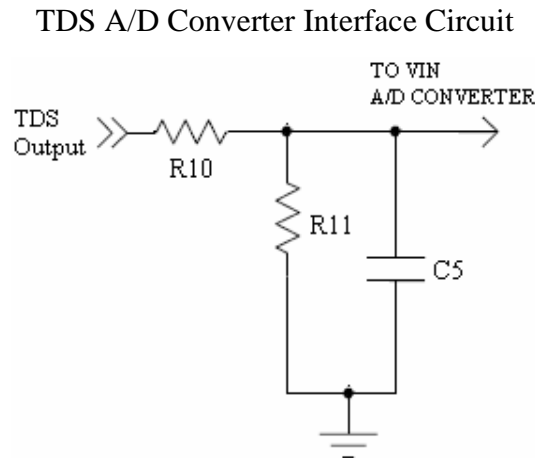 TDS A/D Converter Interface Circuit
TO VIN
A/D CONVERTER
TDS
Output
R10
R11
C5